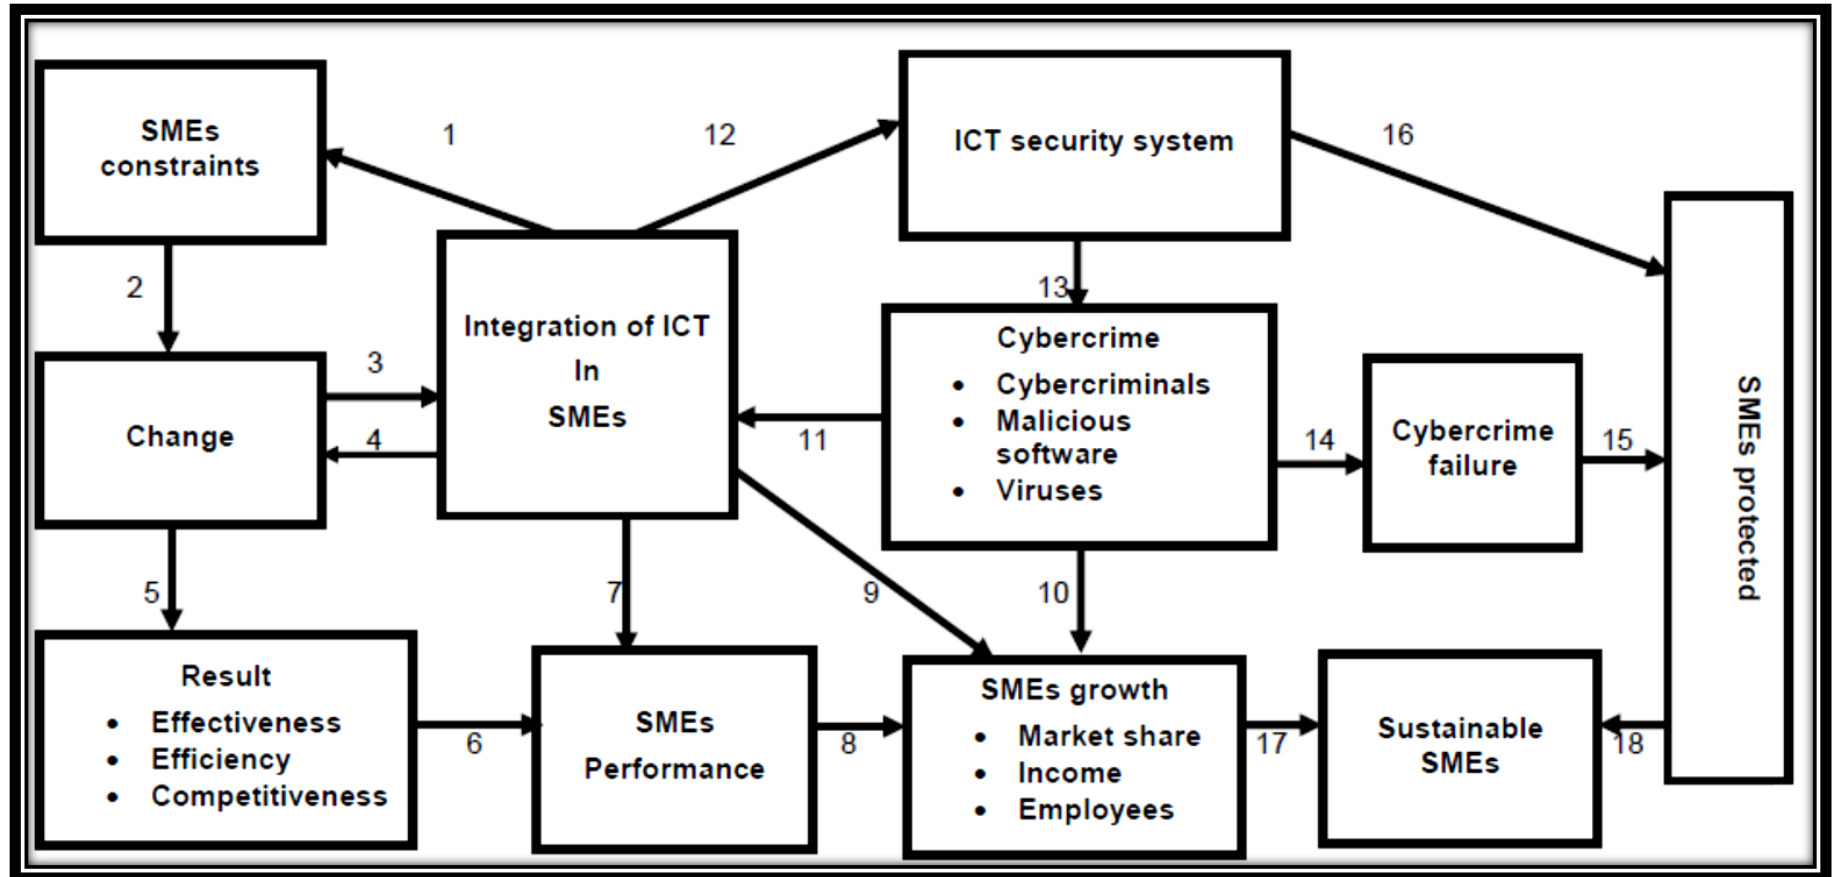 SMEs
constraints
1
12
ICT security system
16
2
13
Integration of ICT
In
SMEs
Change
3
4
11
Cybercrime
• Cybercriminals
• Malicious
software
• Viruses
14
Cybercrime
failure
15
SMEs protected
5
7
9
10
Result
• Effectiveness
• Efficiency
• Competitiveness
6
SMEs
Performance
8
SMEs growth
• Market share
• Income
• Employees
17
Sustainable
SMEs
18